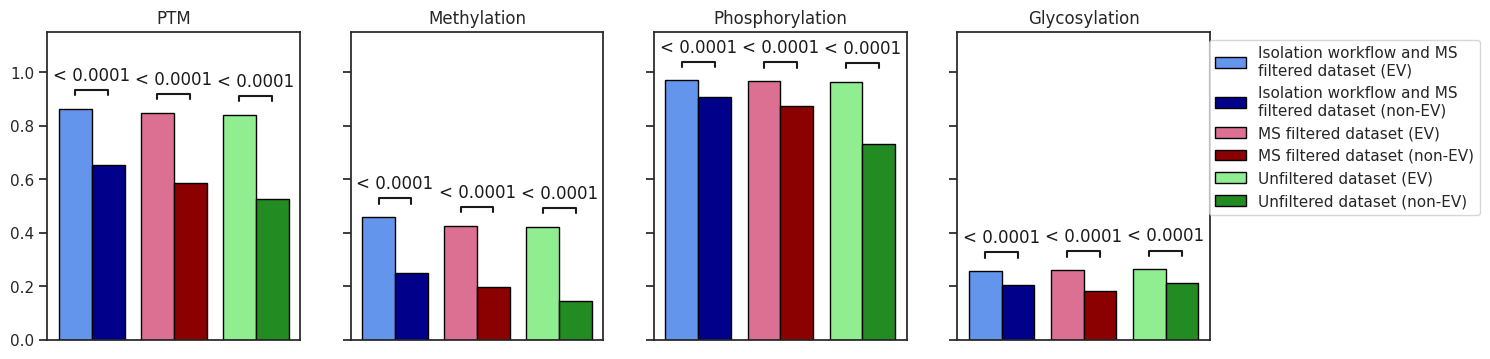 PTM
Methylation
Phosphorylation
Glycosylation
1.0
0.8
0.6
0.4
0.2
0.0
< 0.0001
< 0.0001
< 0.0001
< 0.0001
< 0.0001
< 0.0001
< 0.0001
< 0.0001
< 0.0001
< 0.0001
< 0.0001
< 0.0001
Isolation workflow and MS
filtered dataset (EV)
Isolation workflow and MS
filtered dataset (non-EV)
MS filtered dataset (EV)
MS filtered dataset (non-EV)
Unfiltered dataset (EV)
Unfiltered dataset (non-EV)